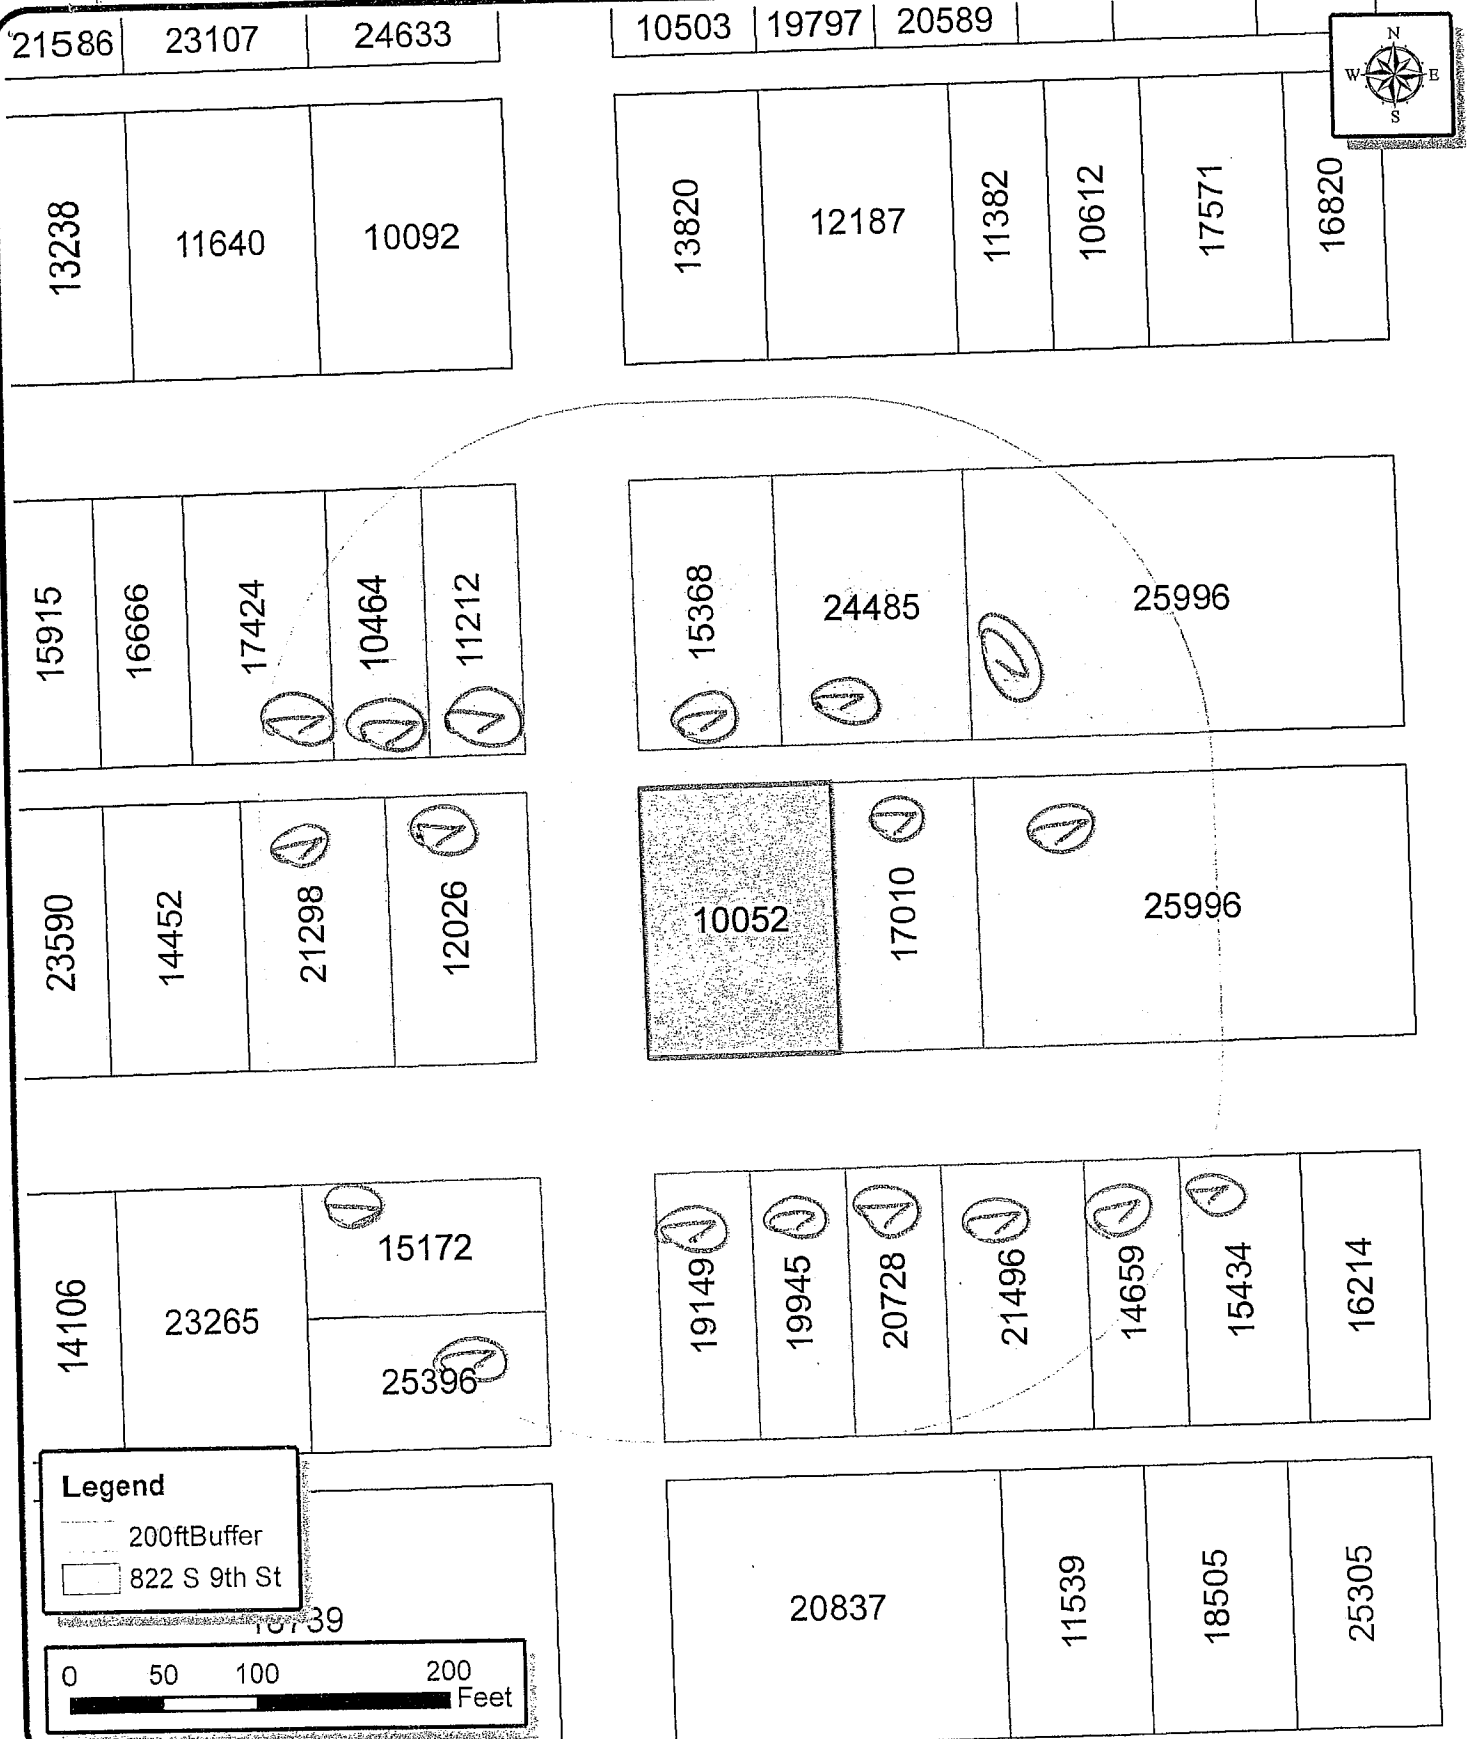 21586 23107 24633 10503 19797 20589
N
W E
S
13238 11640 10092 13820 12187 11382 10612 17571 16820
15915 16666 17424 10464 11212 15368 24485 25996
23590 14452 21298 12026 10052 17010 25996
14106 23265 15172 19149 19945 20728 21496 14659 15434 16214
25396
Legend
200ftBuffer
822 S 9th St
20837 11539 18505 25305
0 50 100 200
Feet